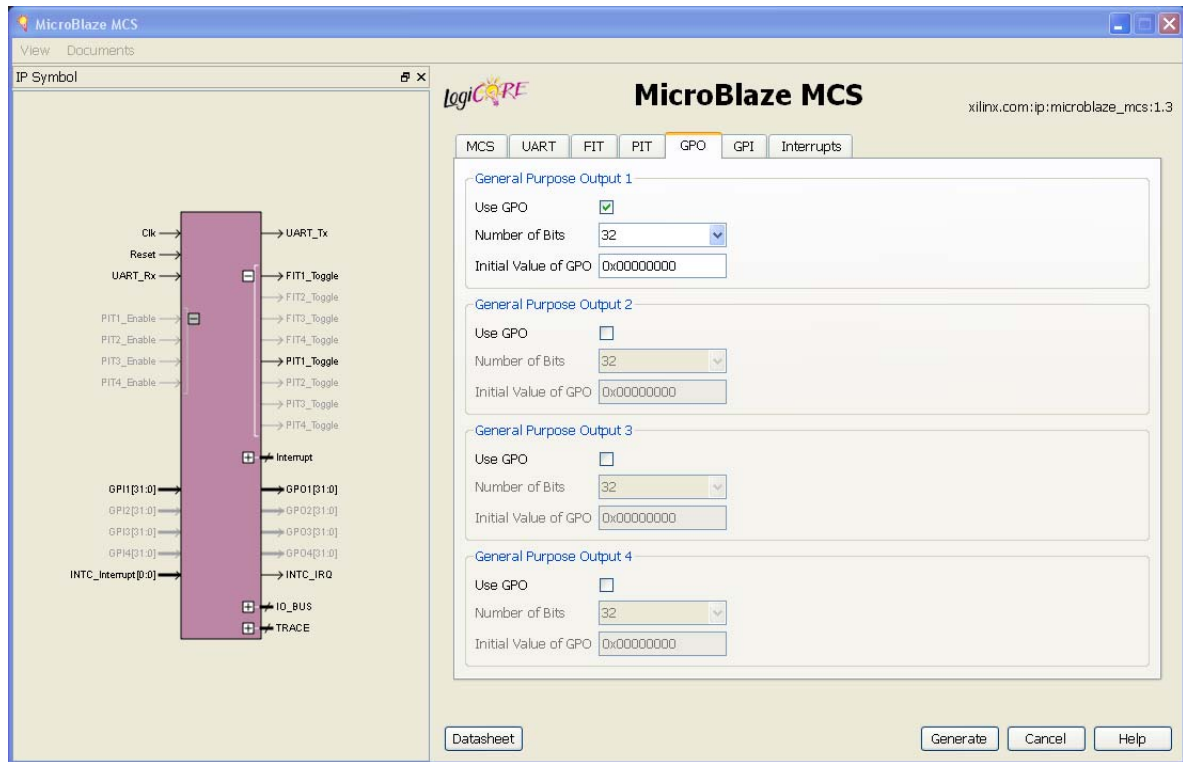 MicroBlaze MCS
View Documents
IP Symbol
Clk
Reset
UART_Rx
PIT1_Enable
PIT2_Enable
PIT3_Enable
PIT4_Enable
GPI1[31:0]
GPI2[31:0]
GPI3[31:0]
GPI4[31:0]
INTC_Interrupt[0:0]
UART_Tx
FIT1_Toggle
FIT2_Toggle
FIT3_Toggle
FIT4_Toggle
PIT1_Toggle
PIT2_Toggle
PIT3_Toggle
PIT4_Toggle
Interrupt
GPO1[31:0]
GPO2[31:0]
GPO3[31:0]
GPO4[31:0]
INTC_IRQ
IO_BUS
TRACE
LogiCORE
MicroBlaze MCS
xilinx.com:ip:microblaze_mcs:1.3
MCS UART FIT PIT GPO GPI Interrupts
General Purpose Output 1
Use GPO
Number of Bits 32
Initial Value of GPO 0x00000000
General Purpose Output 2
Use GPO
Number of Bits 32
Initial Value of GPO 0x00000000
General Purpose Output 3
Use GPO
Number of Bits 32
Initial Value of GPO 0x00000000
General Purpose Output 4
Use GPO
Number of Bits 32
Initial Value of GPO 0x00000000
Datasheet Generate Cancel Help